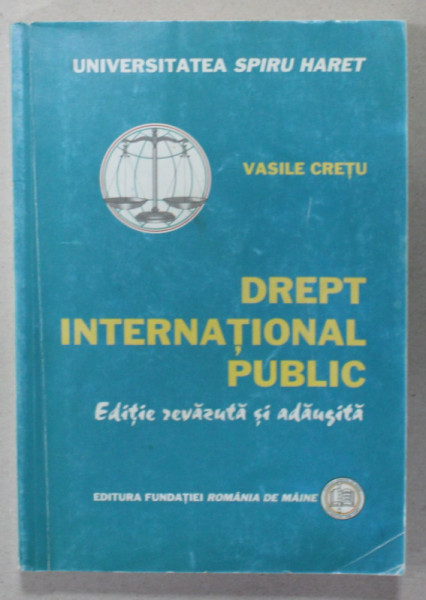 UNIVERSITATEA SPIRU HARET
VASILE CREȚU
DREPT
INTERNAȚIONAL
PUBLIC
Ediție revăzută și adăugită
EDITURA FUNDAȚIEI ROMÂNIA DE MÂINE